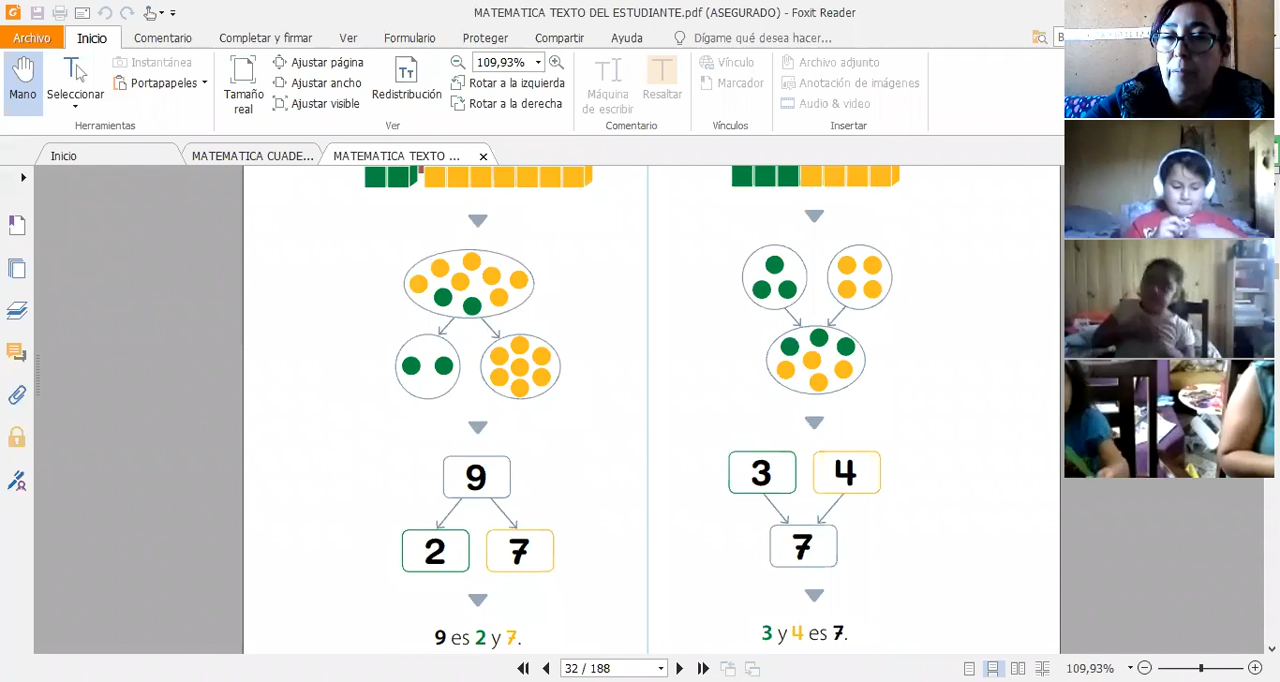 MATEMATICA TEXTO DEL ESTUDIANTE.pdf (ASEGURADO) - Foxit Reader
Archivo Inicio Comentario Completar y firmar Ver Formulario Proteger Compartir Ayuda Dígame qué desea hacer... B
Mano
Seleccionar
Instantánea
Portapapeles
Herramientas
Tamaño
real
Ajustar página
Ajustar ancho
Ajustar visible
Redistribución
109,93%
Rotar a la izquierda
Rotar a la derecha
Ver
Máquina
de escribir
Resaltar
Comentario
Vínculo
Marcador
Vínculos
Archivo adjunto
Anotación de imágenes
Audio & video
Insertar
Inicio MATEMATICA CUADE... MATEMATICA TEXTO ...
9
2 7
9 es 2 y 7.
3 4
7
3 y 4 es 7.
32 / 188
109,93%